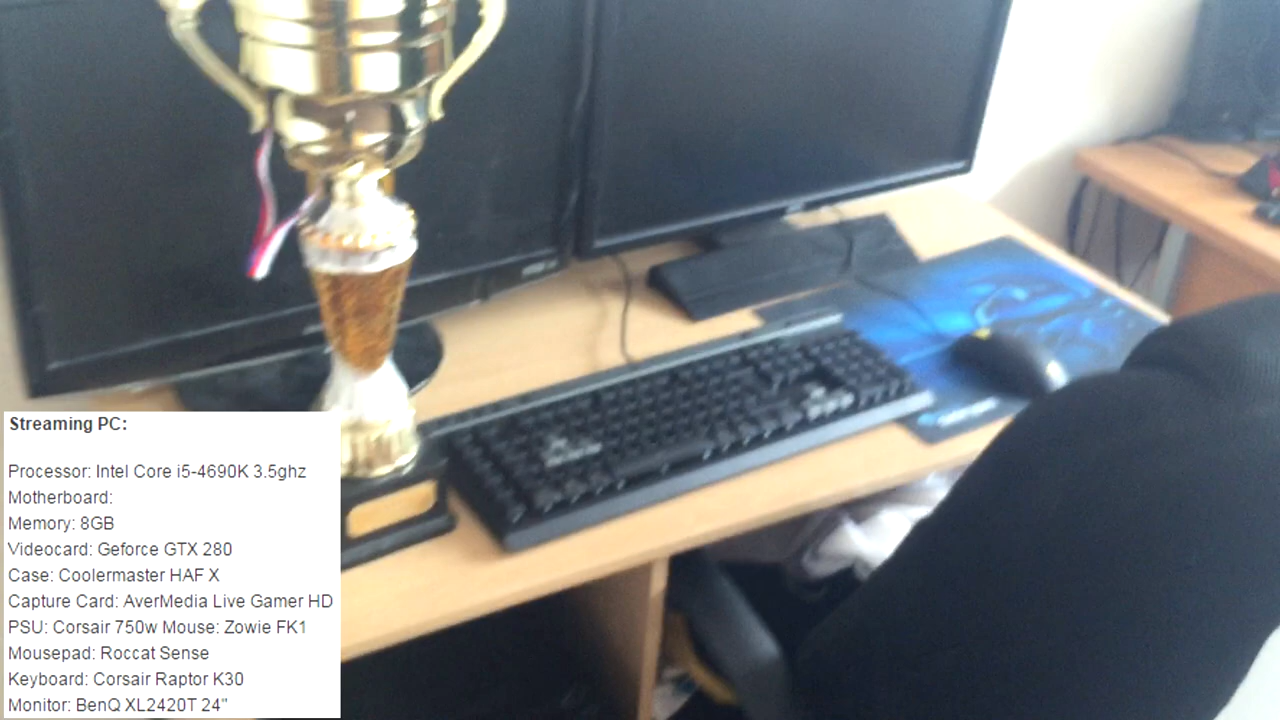 Streaming PC:
Processor: Intel Core i5-4690K 3.5ghz
Motherboard:
Memory: 8GB
Videocard: Geforce GTX 280
Case: Coolermaster HAF X
Capture Card: AverMedia Live Gamer HD
PSU: Corsair 750w Mouse: Zowie FK1
Mousepad: Roccat Sense
Keyboard: Corsair Raptor K30
Monitor: BenQ XL2420T 24"